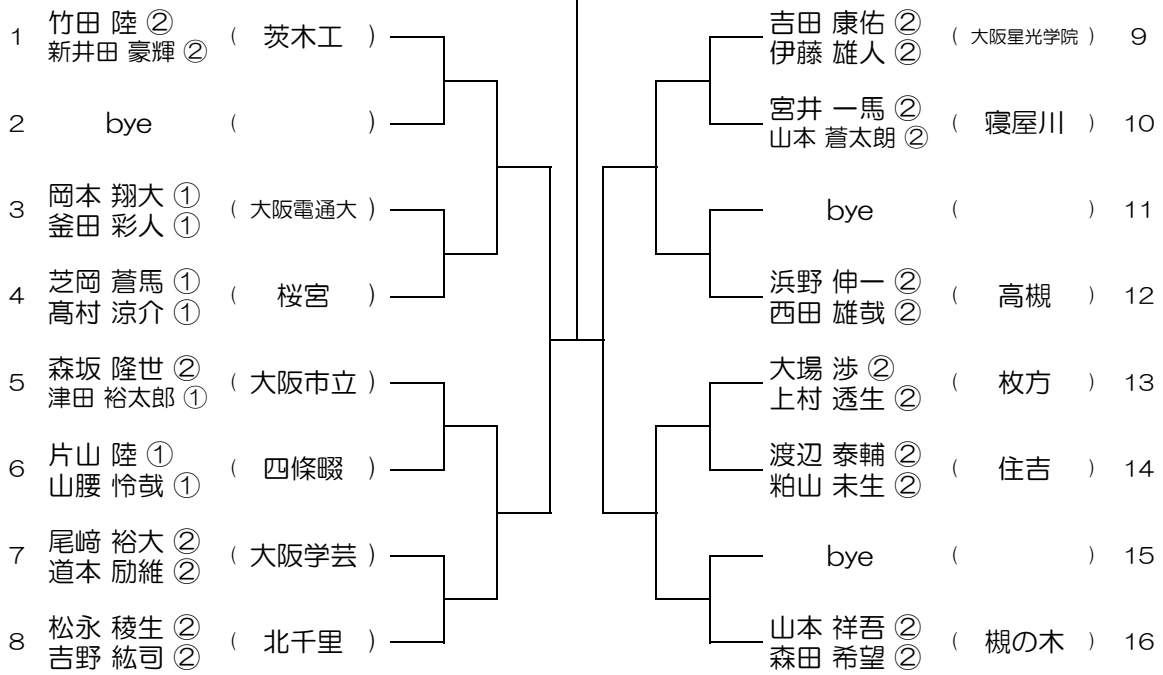 1 竹田 陸 ② ( 茨木工 )
新井田 豪輝 ②
2 bye ( )
3 岡本 翔大 ① ( 大阪電通大 )
釜田 彩人 ①
4 芝岡 蒼馬 ① ( 桜宮 )
髙村 涼介 ①
5 森坂 隆世 ② ( 大阪市立 )
津田 裕太郎 ①
6 片山 陸 ① ( 四條畷 )
山腰 怜哉 ①
7 尾﨑 裕大 ② ( 大阪学芸 )
道本 励維 ②
8 松永 稜生 ② ( 北千里 )
吉野 紘司 ②
吉田 康佑 ② ( 大阪星光学院 ) 9
伊藤 雄人 ②
宮井 一馬 ② ( 寝屋川 ) 10
山本 蒼太朗 ②
bye ( ) 11
浜野 伸一 ② ( 高槻 ) 12
西田 雄哉 ②
大場 渉 ② ( 枚方 ) 13
上村 透生 ②
渡辺 泰輔 ② ( 住吉 ) 14
粕山 未生 ②
bye ( ) 15
山本 祥吾 ② ( 槻の木 ) 16
森田 希望 ②